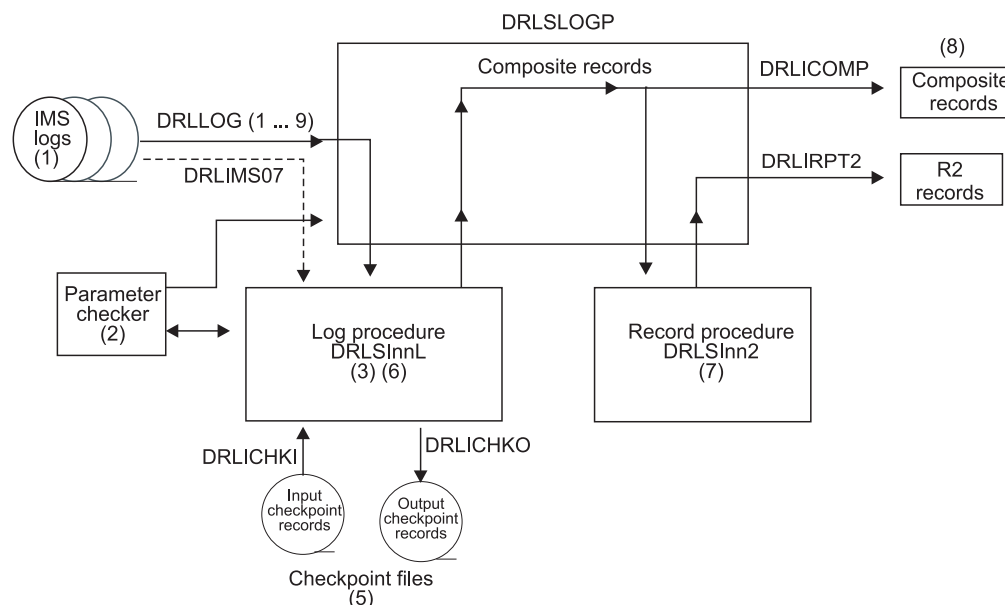 DRLSLOGP
(8)
Composite records
DRLICOMP
Composite
records
IMS
logs
(1)
DRLLOG (1 ... 9)
DRLIMS07
DRLIRPT2
R2
records
Parameter
checker
(2)
Log procedure
DRLSInnL
(3) (6)
Record procedure
DRLSInn2
(7)
DRLICHKI
DRLICHKO
Input
checkpoint
records
Output
checkpoint
records
Checkpoint files
(5)